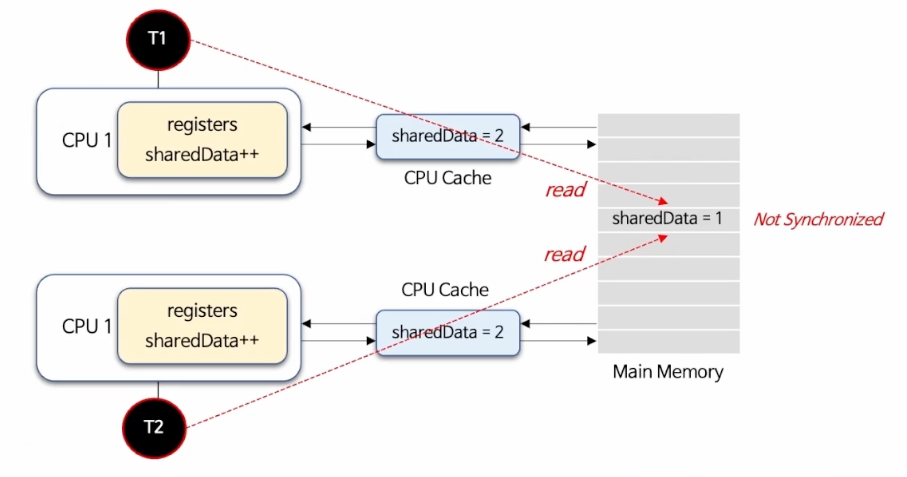 T1
CPU 1
registers
sharedData++
sharedData = 2
CPU Cache
read
sharedData = 1
Not Synchronized
read
CPU Cache
CPU 1
registers
sharedData++
sharedData = 2
Main Memory
T2